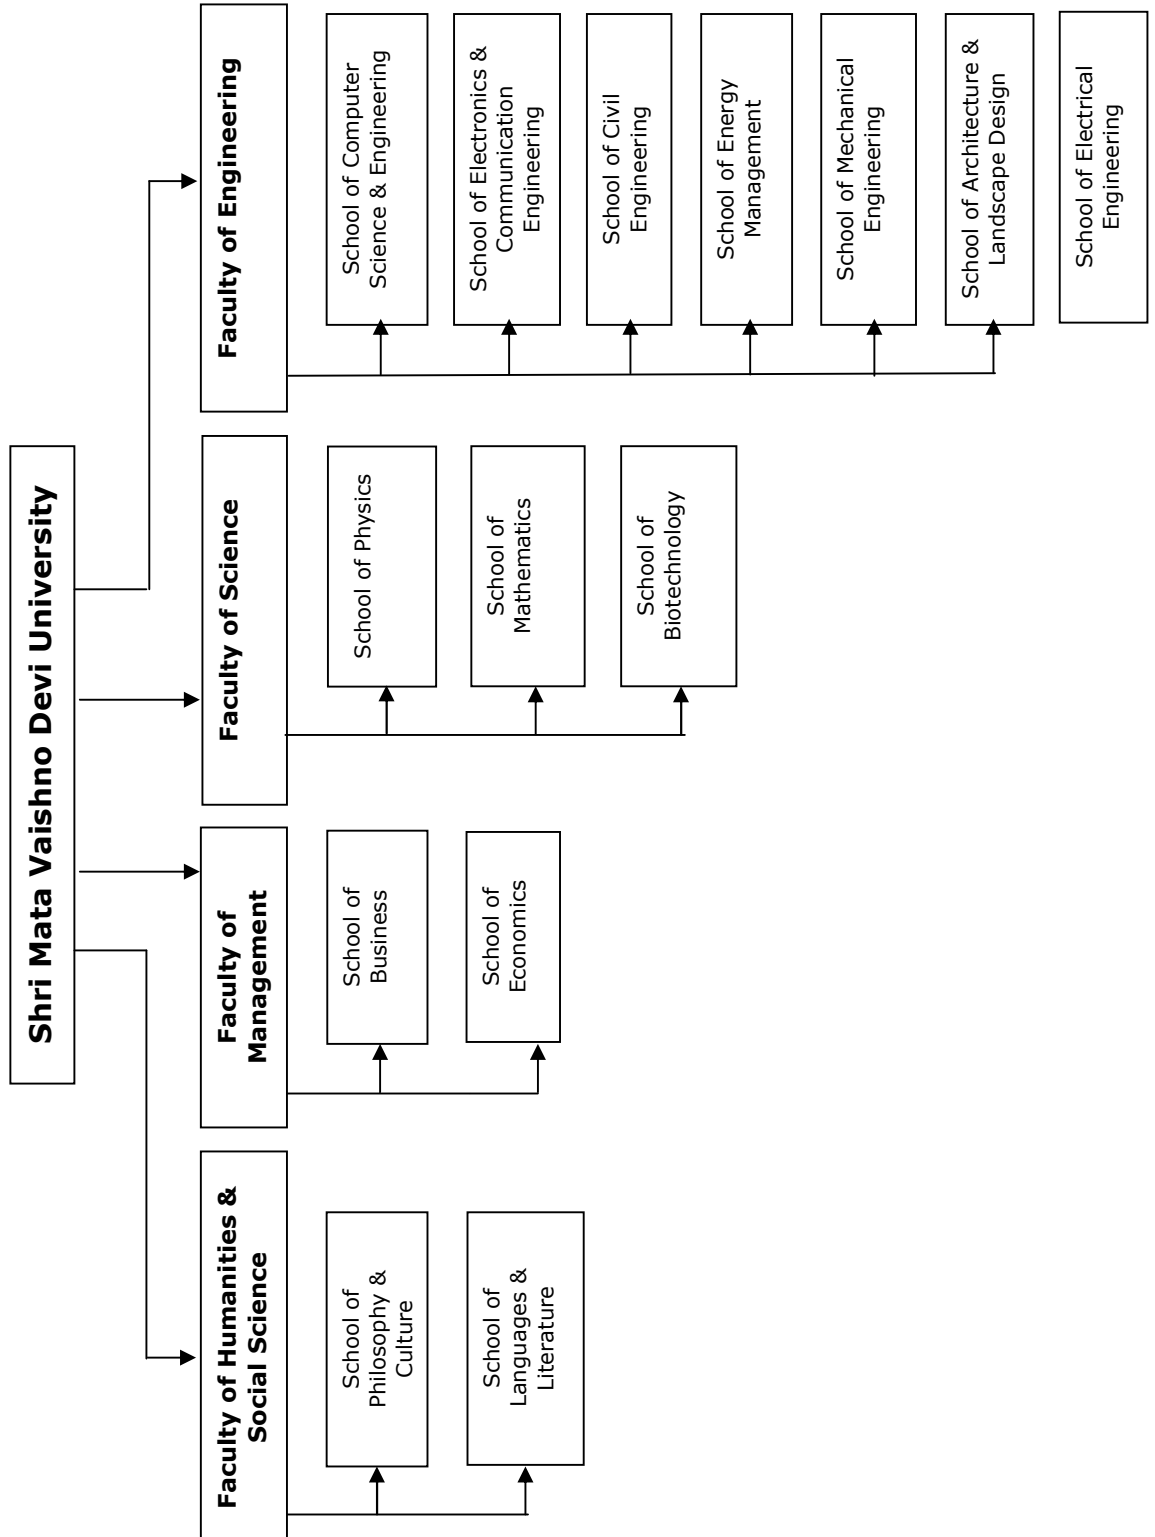 Shri Mata Vaishno Devi University
Faculty of Humanities &
Social Science
School of
Philosophy &
Culture
School of
Languages &
Literature
Faculty of
Management
School of
Business
School of
Economics
Faculty of Science
School of Physics
School of
Mathematics
School of
Biotechnology
Faculty of Engineering
School of Computer
Science & Engineering
School of Electronics &
Communication
Engineering
School of Civil
Engineering
School of Energy
Management
School of Mechanical
Engineering
School of Architecture &
Landscape Design
School of Electrical
Engineering